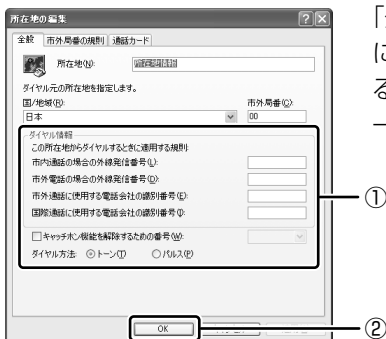 所在地の編集
全般 市外局番の規則 通話カード
所在地(N): 所在地情報
ダイヤル元の所在地を指定します。
国/地域(R): 市外局番(C):
日本 00
ダイヤル情報
この所在地からダイヤルするときに適用する規則:
市内通話の場合の外線発信番号(L):
市外電話の場合の外線発信番号(D):
市外通話に使用する電話会社の識別番号(E):
国際通話に使用する電話会社の識別番号(I):
キャッチホン機能を解除するための番号(W):
ダイヤル方法: トーン(T) パルス(P)
①
OK
②